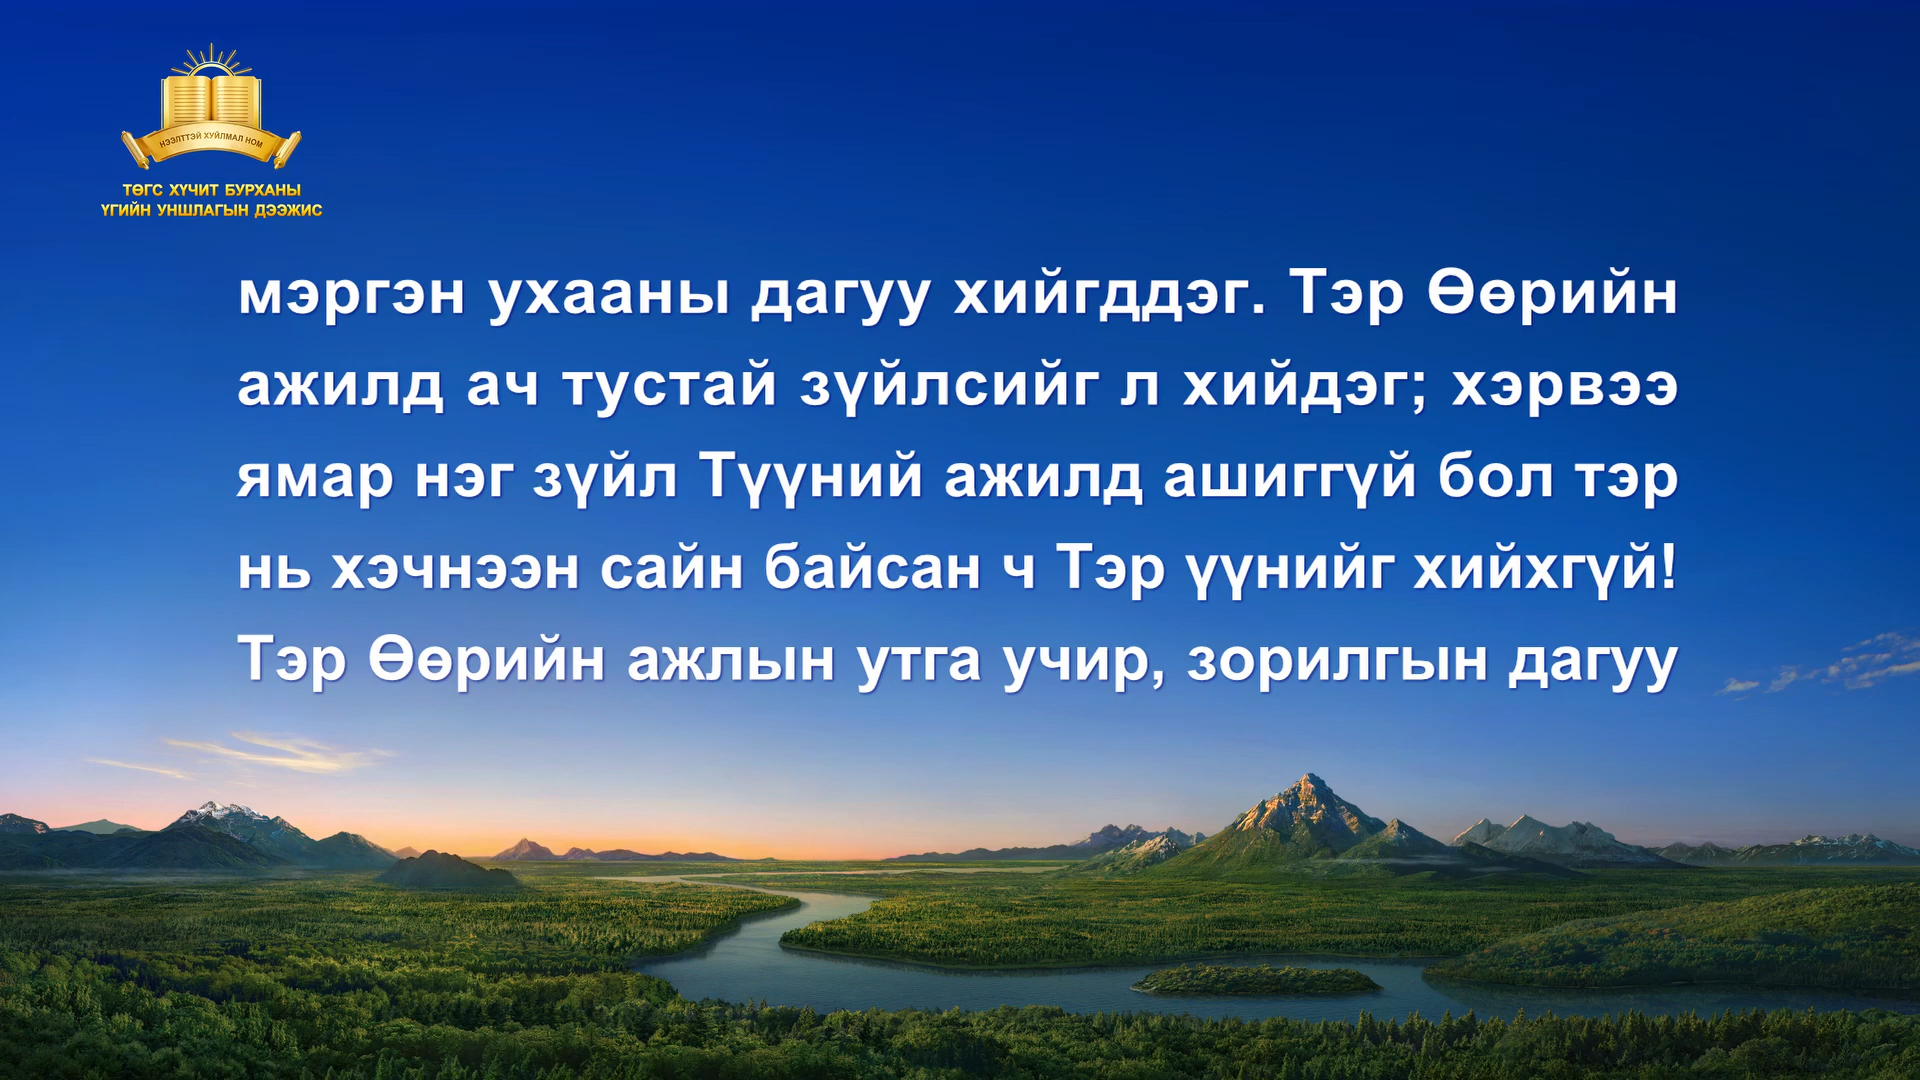 НЭЭЛТТЭЙ ХУЙЛМАЛ НОМ
ТӨГС ХҮЧИТ БУРХАНЫ
ҮГИЙН УНШЛАГЫН ДЭЭЖИС
мэргэн ухааны дагуу хийгддэг. Тэр Өөрийн
ажилд ач тустай зүйлсийг л хийдэг; хэрвээ
ямар нэг зүйл Түүний ажилд ашиггүй бол тэр
нь хэчнээн сайн байсан ч Тэр үүнийг хийхгүй!
Тэр Өөрийн ажлын утга учир, зорилгын дагуу